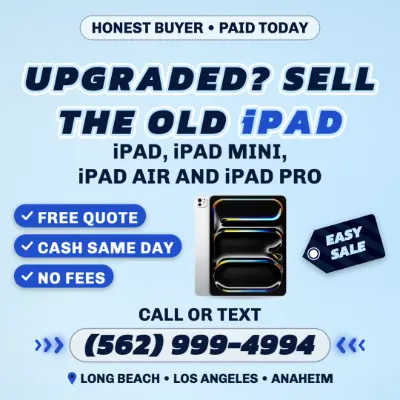 HONEST BUYER • PAID TODAY
UPGRADED? SELL
THE OLD iPAD
iPAD, iPAD MINI,
iPAD AIR AND iPAD PRO
FREE QUOTE
CASH SAME DAY
NO FEES
EASY
SALE
CALL OR TEXT
(562) 999-4994
LONG BEACH • LOS ANGELES • ANAHEIM